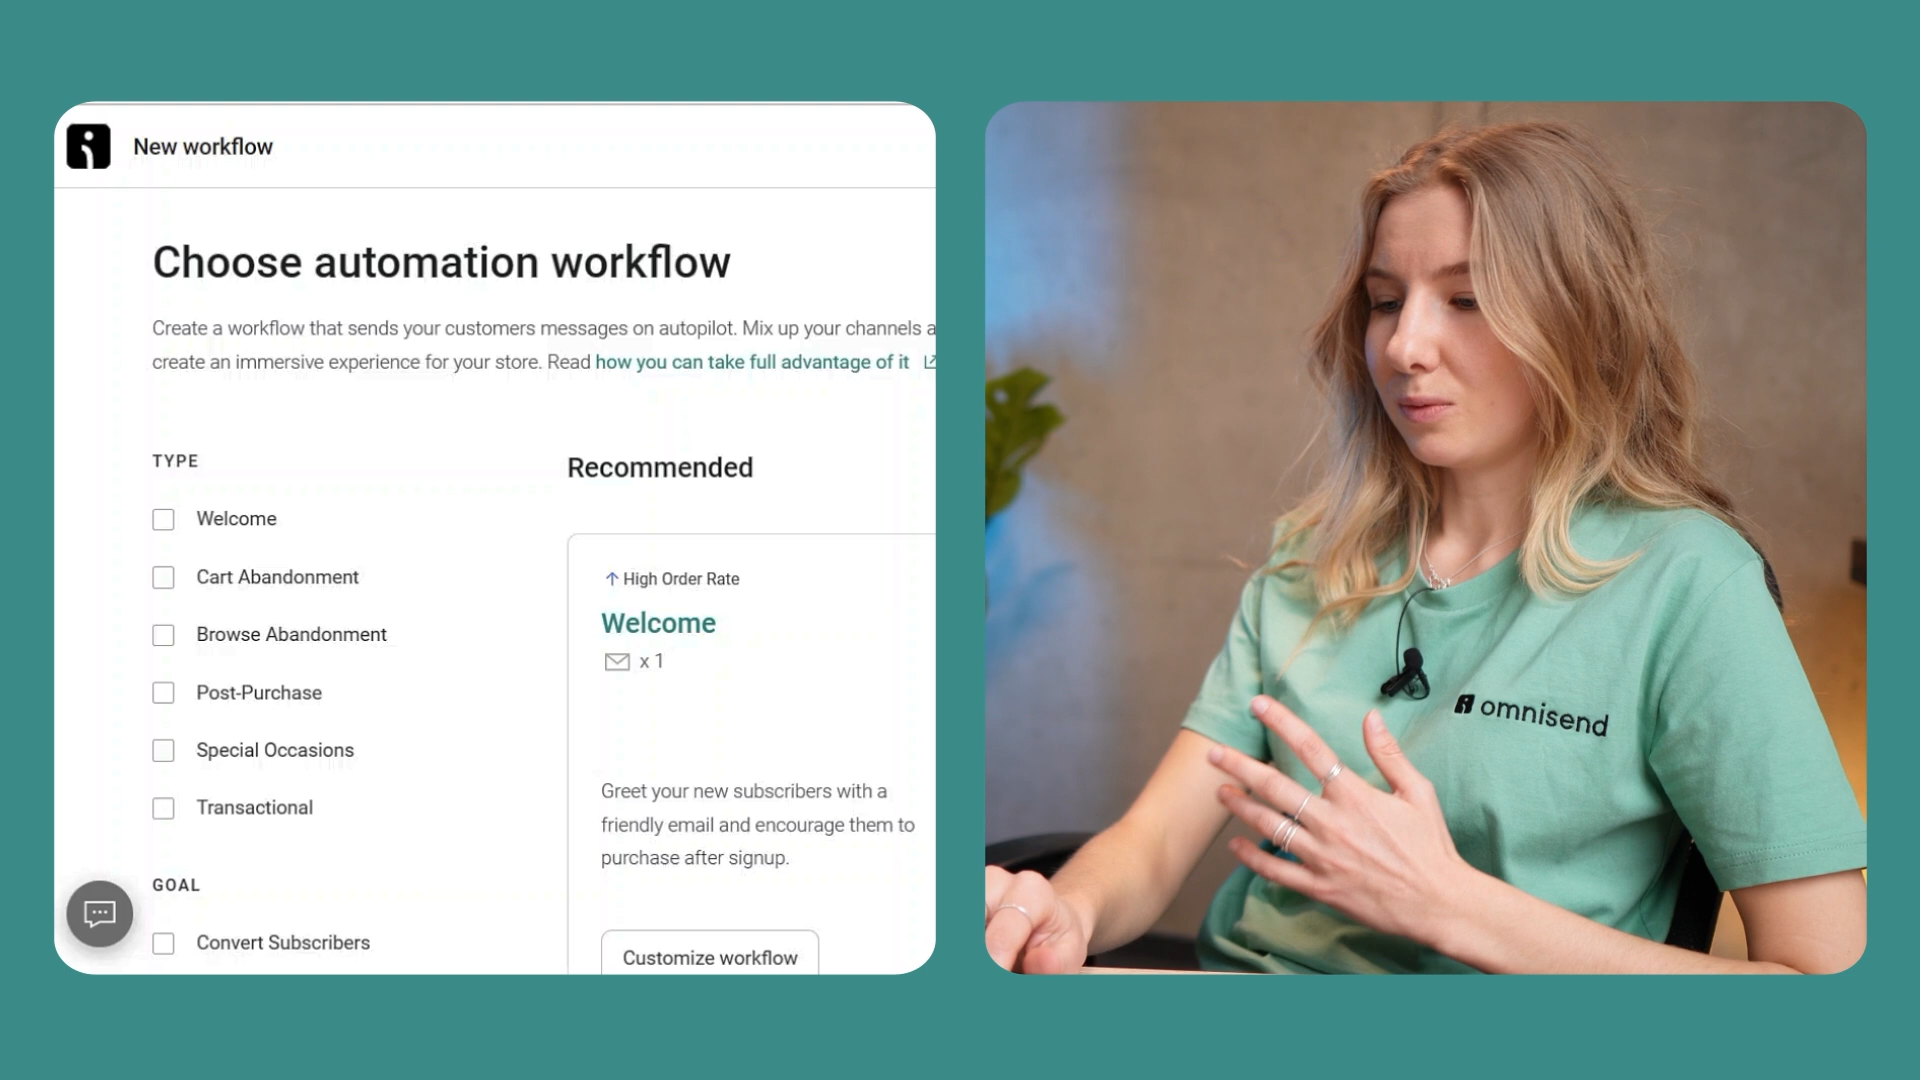 New workflow
Choose automation workflow
Create a workflow that sends your customers messages on autopilot. Mix up your channels a
create an immersive experience for your store. Read how you can take full advantage of it
TYPE
Welcome
Cart Abandonment
Browse Abandonment
Post-Purchase
Special Occasions
Transactional
GOAL
Convert Subscribers
Recommended
High Order Rate
Welcome
x 1
Greet your new subscribers with a
friendly email and encourage them to
purchase after signup.
Customize workflow
omnisend